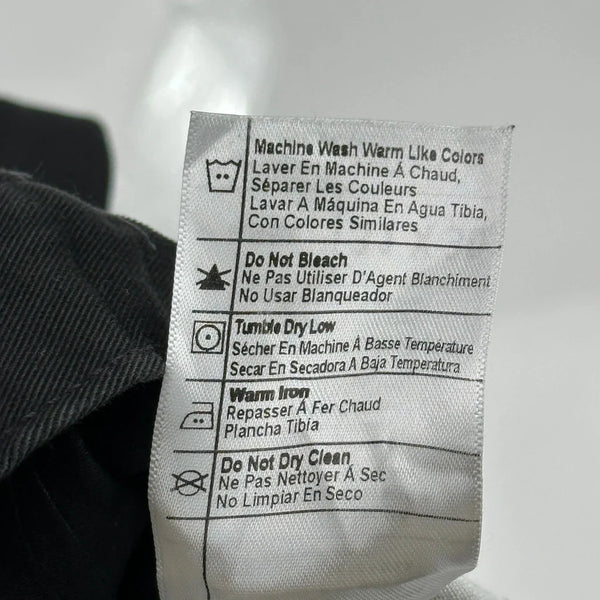 Machine Wash Warm Like Colors
Laver En Machine Á Chaud,
Séparer Les Couleurs
Lavar A Máquina En Agua Tibia,
Con Colores Similares
Do Not Bleach
Ne Pas Utiliser D'Agent Blanchiment
No Usar Blanqueador
Tumble Dry Low
Sécher En Machine Á Basse Temperature
Secar En Secadora A Baja Temperatura
Warm Iron
Repasser Á Fer Chaud
Plancha Tibia
Do Not Dry Clean
Ne Pas Nettoyer Á Sec
No Limpiar En Seco